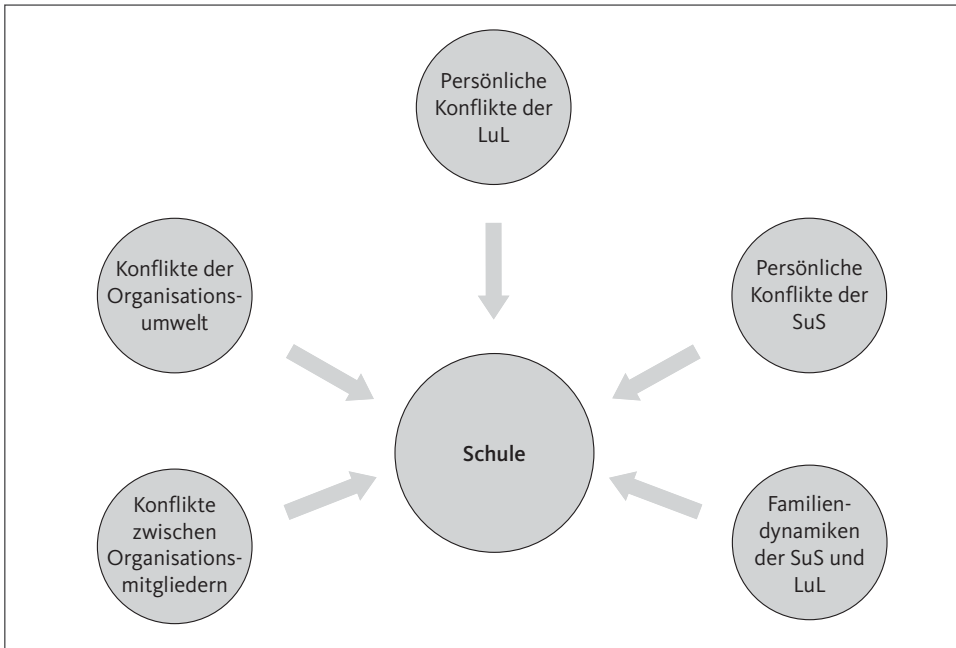 Persönliche
Konflikte der
LuL
Konflikte der
Organisations-
umwelt
Persönliche
Konflikte der
SuS
Schule
Konflikte
zwischen
Organisations-
mitgliedern
Familien-
dynamiken
der SuS und
LuL